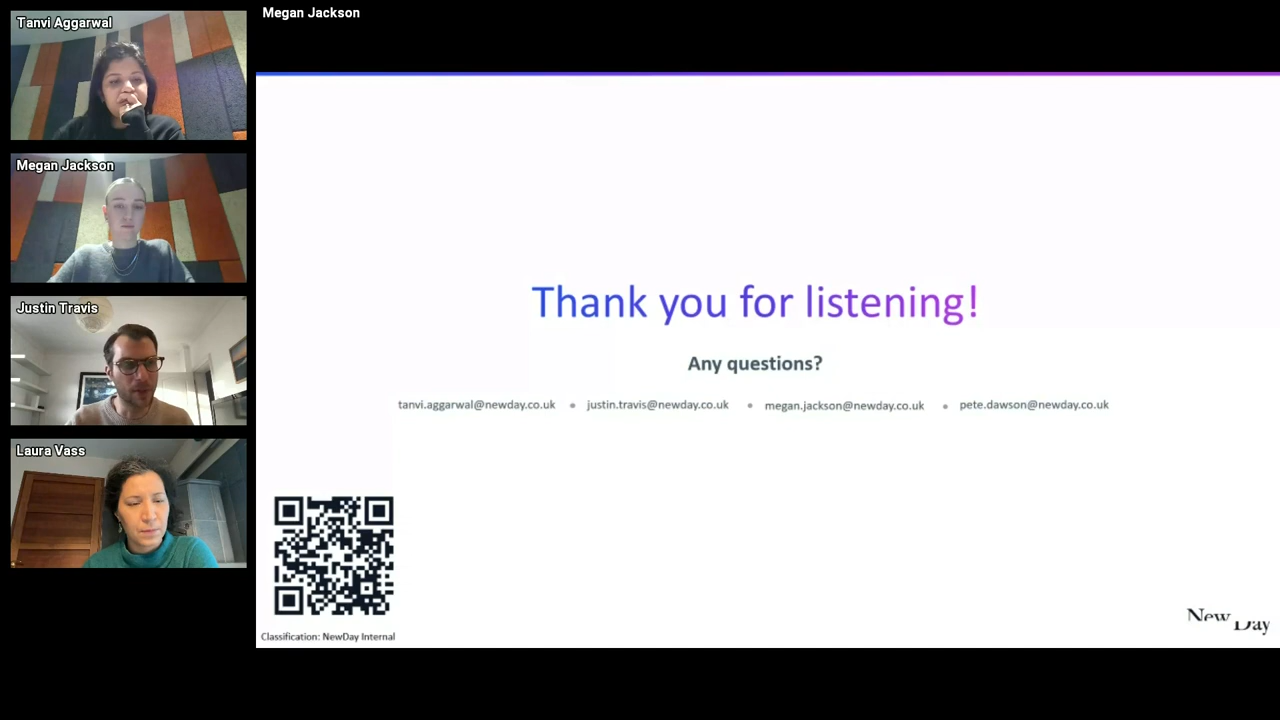 Tanvi Aggarwal
Megan Jackson
Justin Travis
Laura Vass
Megan Jackson
Thank you for listening!
Any questions?
tanvi.aggarwal@newday.co.uk • justin.travis@newday.co.uk • megan.jackson@newday.co.uk • pete.dawson@newday.co.uk
Classification: NewDay Internal
New Day